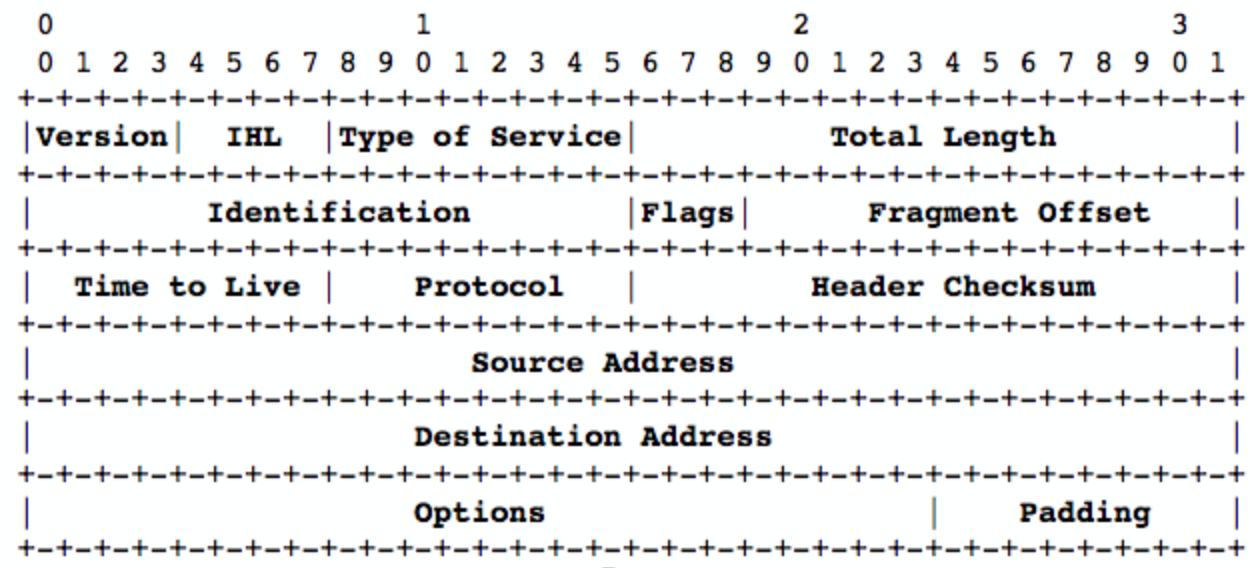 0                   1                   2                   3
 0 1 2 3 4 5 6 7 8 9 0 1 2 3 4 5 6 7 8 9 0 1 2 3 4 5 6 7 8 9 0 1
+-+-+-+-+-+-+-+-+-+-+-+-+-+-+-+-+-+-+-+-+-+-+-+-+-+-+-+-+-+-+-+-+
|Version|  IHL  |Type of Service|          Total Length         |
+-+-+-+-+-+-+-+-+-+-+-+-+-+-+-+-+-+-+-+-+-+-+-+-+-+-+-+-+-+-+-+-+
|         Identification        |Flags|      Fragment Offset    |
+-+-+-+-+-+-+-+-+-+-+-+-+-+-+-+-+-+-+-+-+-+-+-+-+-+-+-+-+-+-+-+-+
|  Time to Live |    Protocol   |         Header Checksum       |
+-+-+-+-+-+-+-+-+-+-+-+-+-+-+-+-+-+-+-+-+-+-+-+-+-+-+-+-+-+-+-+-+
|                       Source Address                          |
+-+-+-+-+-+-+-+-+-+-+-+-+-+-+-+-+-+-+-+-+-+-+-+-+-+-+-+-+-+-+-+-+
|                    Destination Address                        |
+-+-+-+-+-+-+-+-+-+-+-+-+-+-+-+-+-+-+-+-+-+-+-+-+-+-+-+-+-+-+-+-+
|                    Options                    |    Padding    |
+-+-+-+-+-+-+-+-+-+-+-+-+-+-+-+-+-+-+-+-+-+-+-+-+-+-+-+-+-+-+-+-+